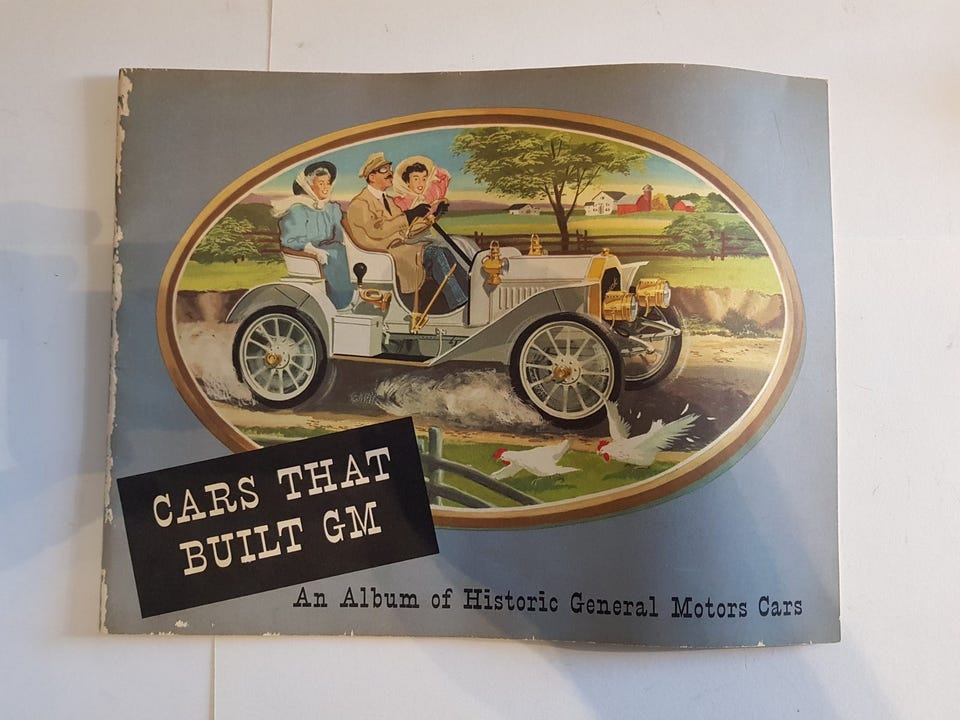 CARS THAT
BUILT GM
An Album of Historic General Motors Cars